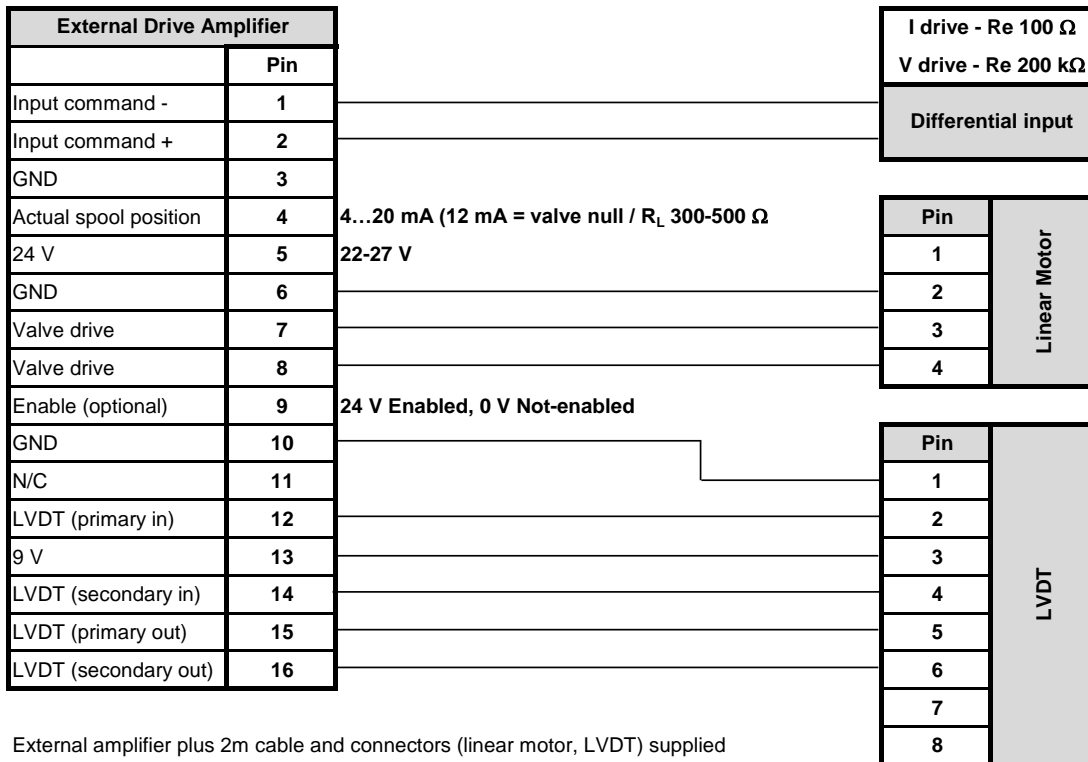 External Drive Amplifier
Pin
Input command - 1
Input command + 2
GND 3
Actual spool position 4 4…20 mA (12 mA = valve null / RL 300-500 Ω
24 V 5 22-27 V
GND 6
Valve drive 7
Valve drive 8
Enable (optional) 9 24 V Enabled, 0 V Not-enabled
GND 10
N/C 11
LVDT (primary in) 12
9 V 13
LVDT (secondary in) 14
LVDT (primary out) 15
LVDT (secondary out) 16
External amplifier plus 2m cable and connectors (linear motor, LVDT) supplied
I drive - Re 100 Ω
V drive - Re 200 kΩ
Differential input
Pin
1
2
3
4
Linear Motor
Pin
1
2
3
4
5
6
7
8
LVDT